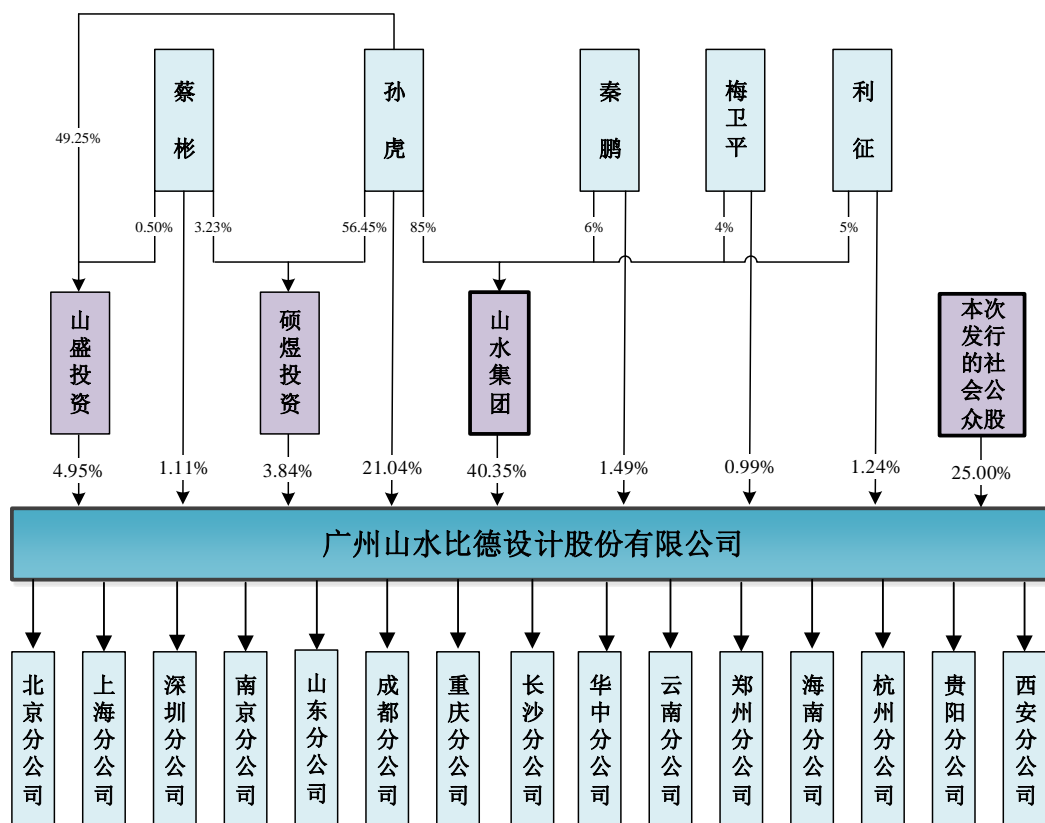 蔡彬
孙虎
秦鹏
梅卫平
利征
49.25%
0.50%
3.23%
56.45%
85%
6%
4%
5%
山盛投资
硕煜投资
山水集团
本次
发行
的社
会公
众股
4.95%
1.11%
3.84%
21.04%
40.35%
1.49%
0.99%
1.24%
25.00%
广州山水比德设计股份有限公司
北京分公司
上海分公司
深圳分公司
南京分公司
山东分公司
成都分公司
重庆分公司
长沙分公司
华中分公司
云南分公司
郑州分公司
海南分公司
杭州分公司
贵阳分公司
西安分公司